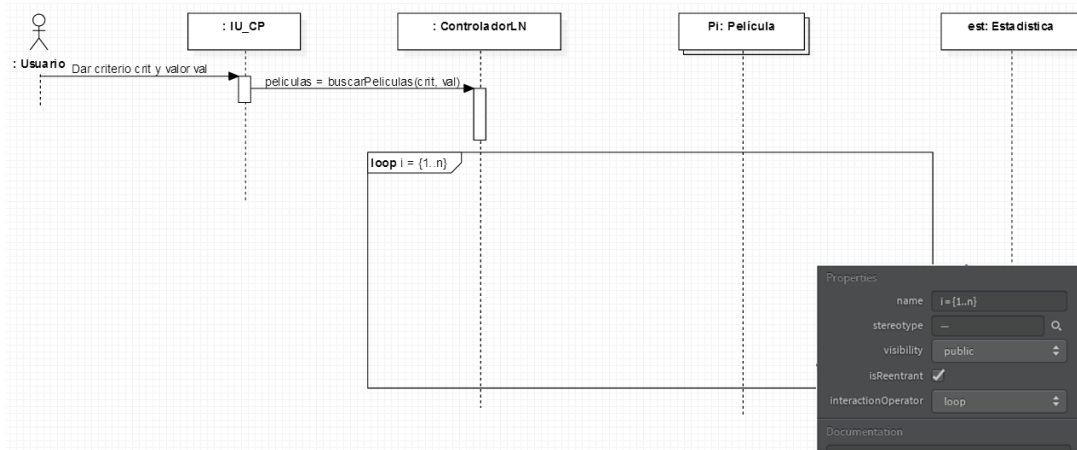 : Usuario
: IU_CP
: ControladorLN
Pi: Película
est: Estadistica
Dar criterio crit y valor val
peliculas = buscarPeliculas(crit, val)
loop i = {1..n}
Properties
name
i={1..n}
stereotype
—
visibility
public
isReentrant
interactionOperator
loop
Documentation